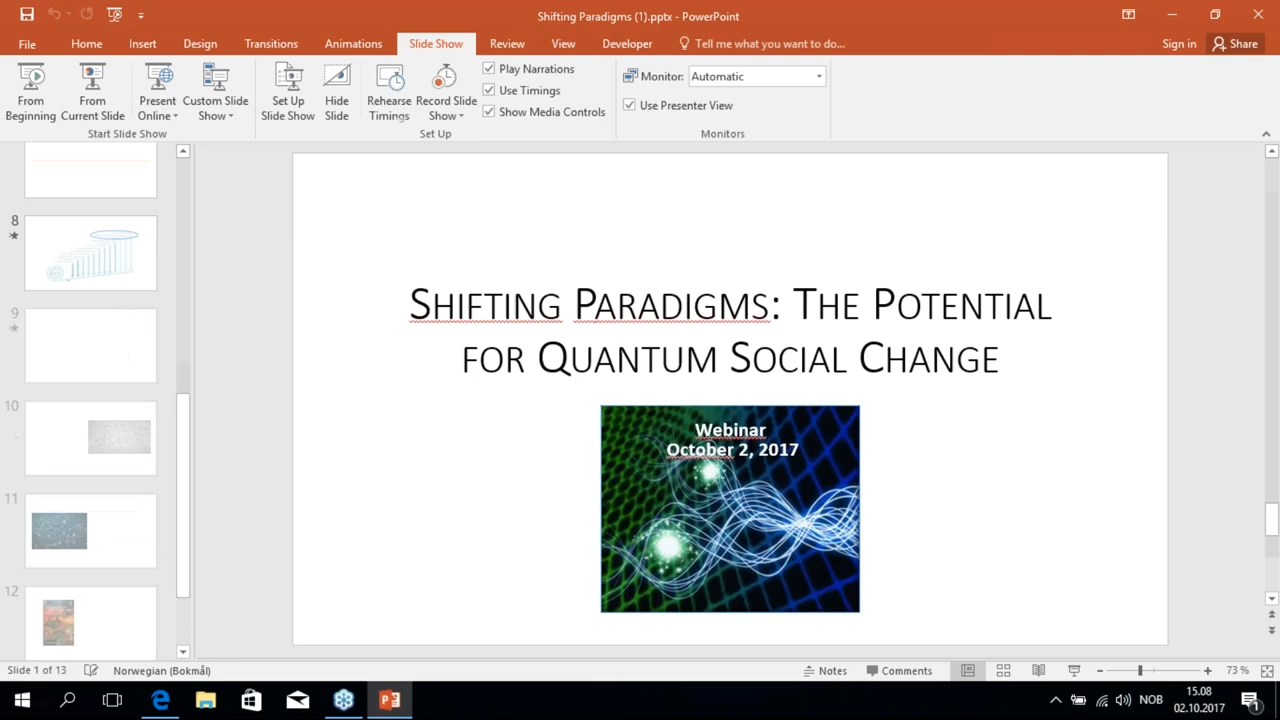 Shifting Paradigms (1).pptx - PowerPoint
File Home Insert Design Transitions Animations Slide Show Review View Developer Tell me what you want to do... Sign in Share
From Beginning
From Current Slide
Present Online
Custom Slide Show
Start Slide Show
Set Up Slide Show
Hide Slide
Rehearse Timings
Record Slide Show
Play Narrations
Use Timings
Show Media Controls
Set Up
Monitor: Automatic
Use Presenter View
Monitors
8
9
10
11
12
SHIFTING PARADIGMS: THE POTENTIAL
FOR QUANTUM SOCIAL CHANGE
Webinar
October 2, 2017
Slide 1 of 13 Norwegian (Bokmål) Notes Comments 73 %
NOB
15.08
02.10.2017
1